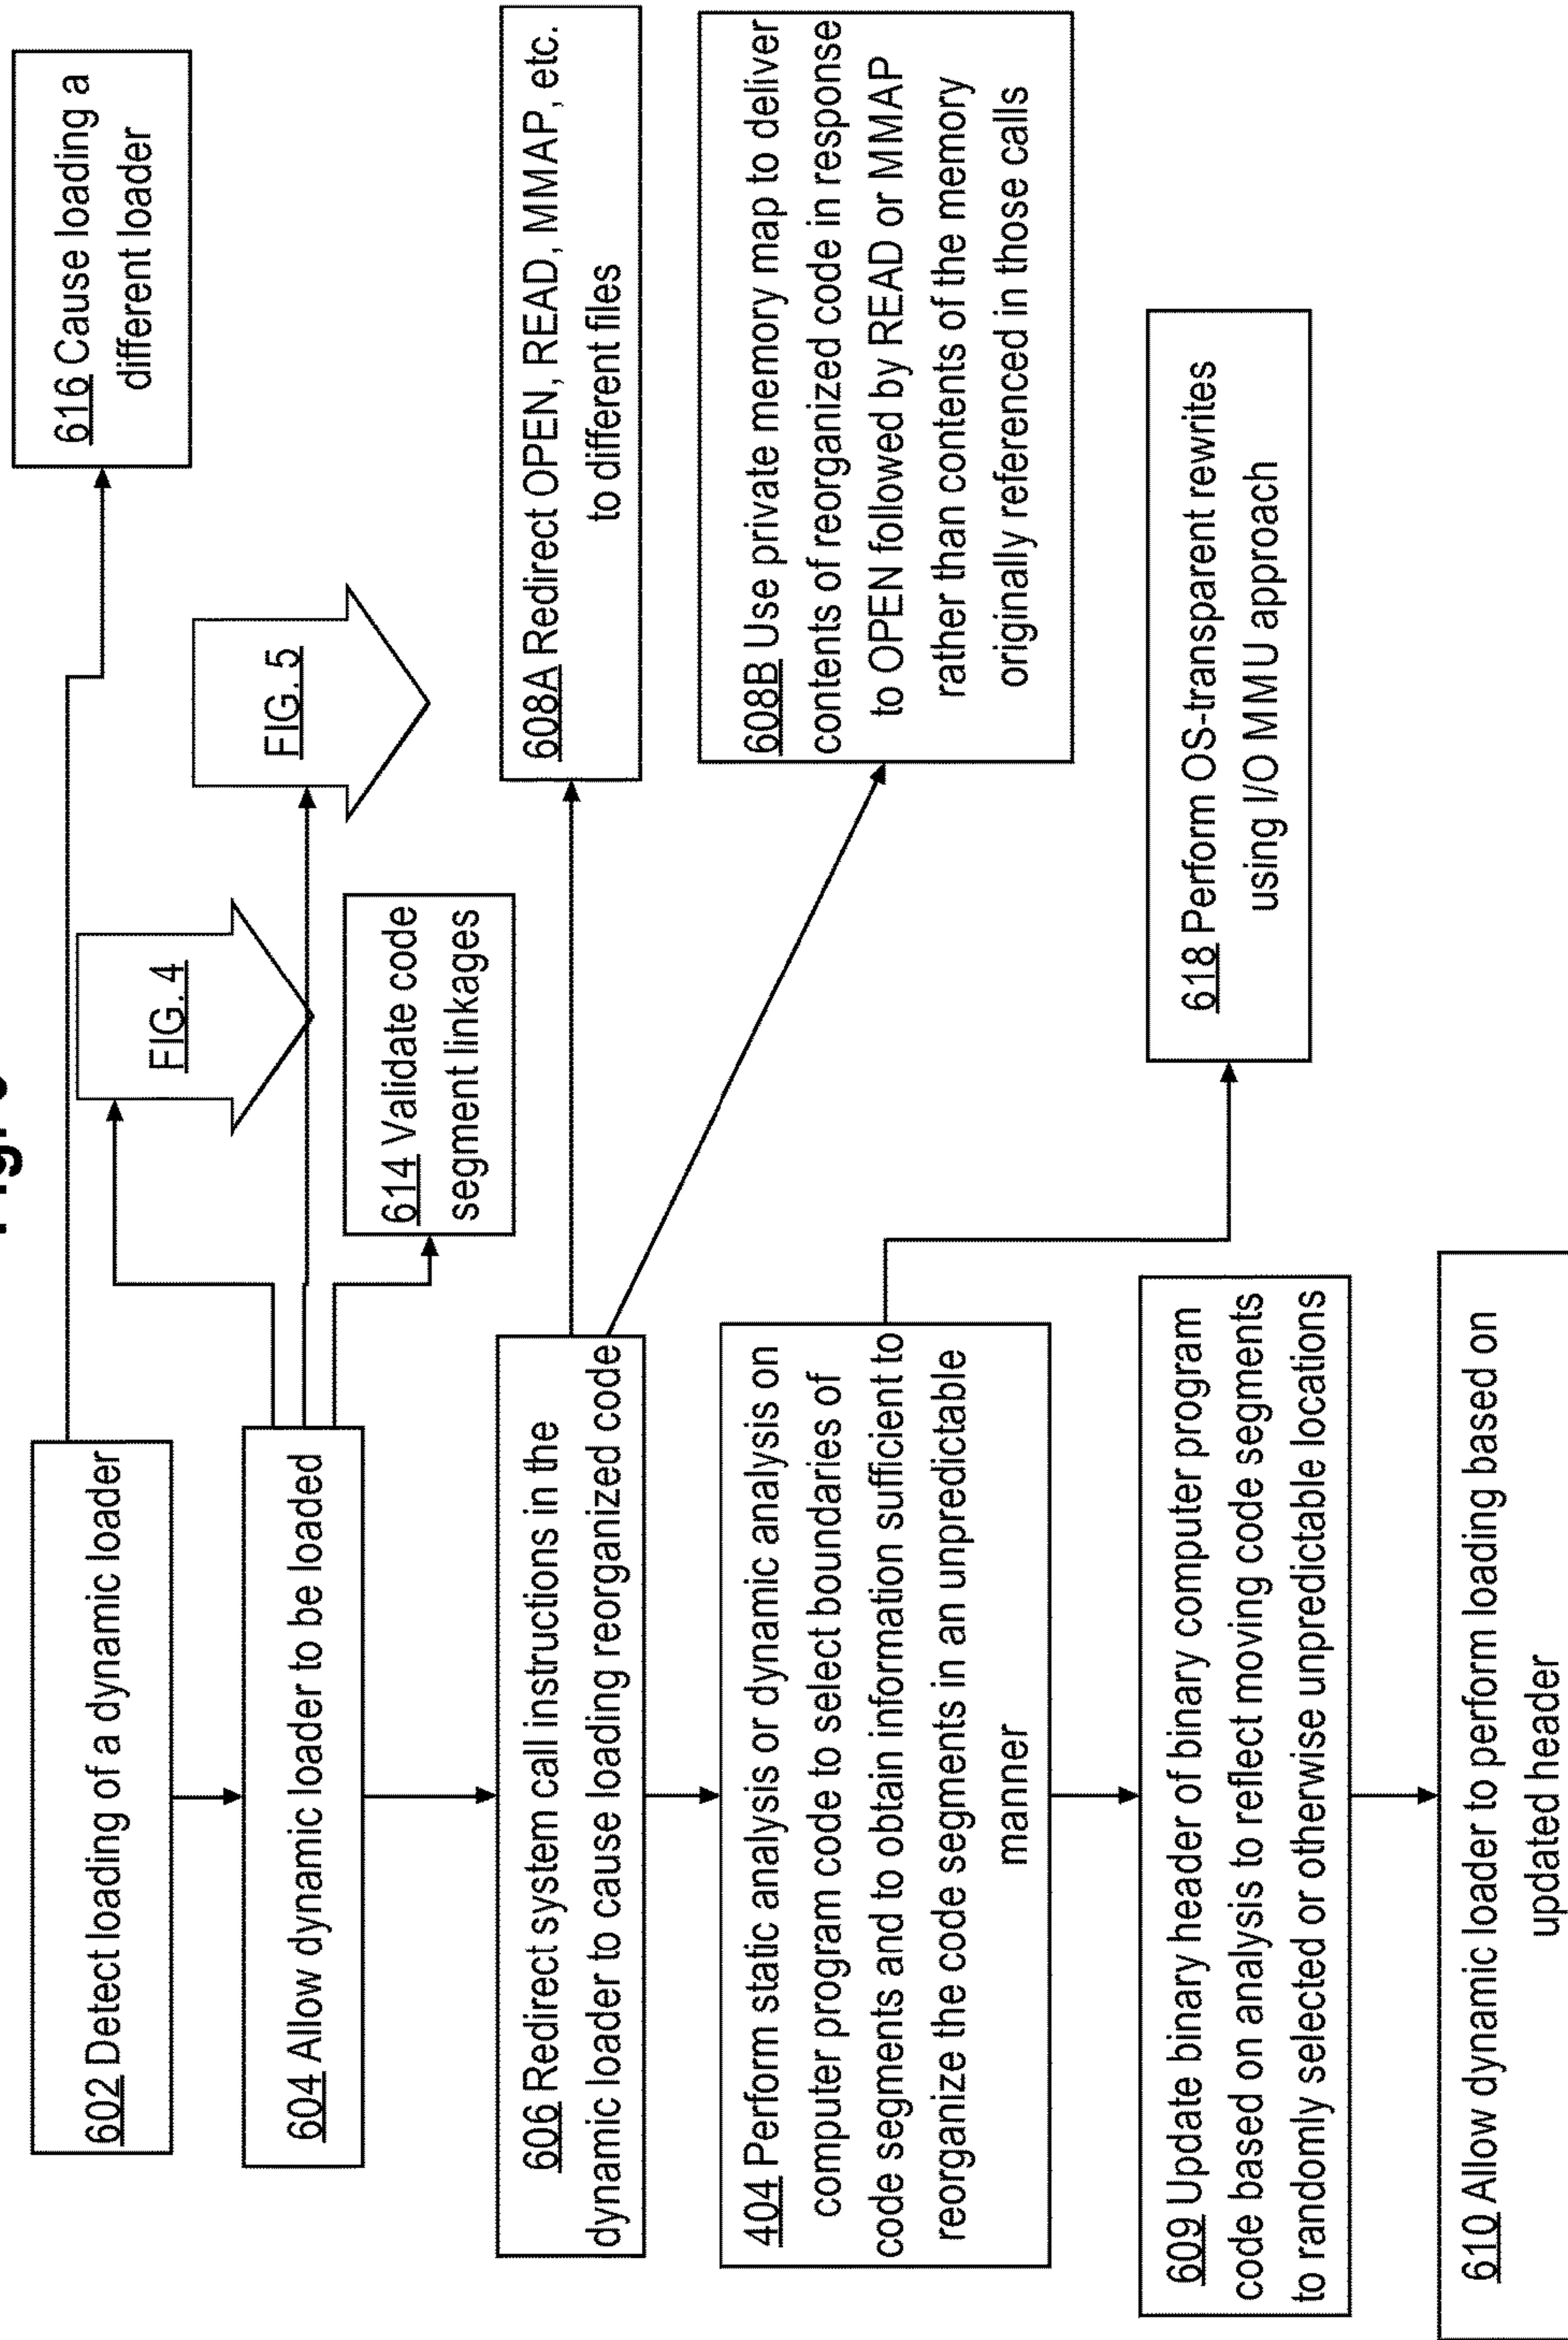 602 Detect loading of a dynamic loader
616 Cause loading a
different loader
604 Allow dynamic loader to be loaded
FIG. 4
FIG. 5
614 Validate code
segment linkages
606 Redirect system call instructions in the
dynamic loader to cause loading reorganized code
608A Redirect OPEN, READ, MMAP, etc.
to different files
404 Perform static analysis or dynamic analysis on
computer program code to select boundaries of
code segments and to obtain information sufficient to
reorganize the code segments in an unpredictable
manner
608B Use private memory map to deliver
contents of reorganized code in response
to OPEN followed by READ or MMAP
rather than contents of the memory
originally referenced in those calls
609 Update binary header of binary computer program
code based on analysis to reflect moving code segments
to randomly selected or otherwise unpredictable locations
618 Perform OS-transparent rewrites
using I/O MMU approach
610 Allow dynamic loader to perform loading based on
updated header